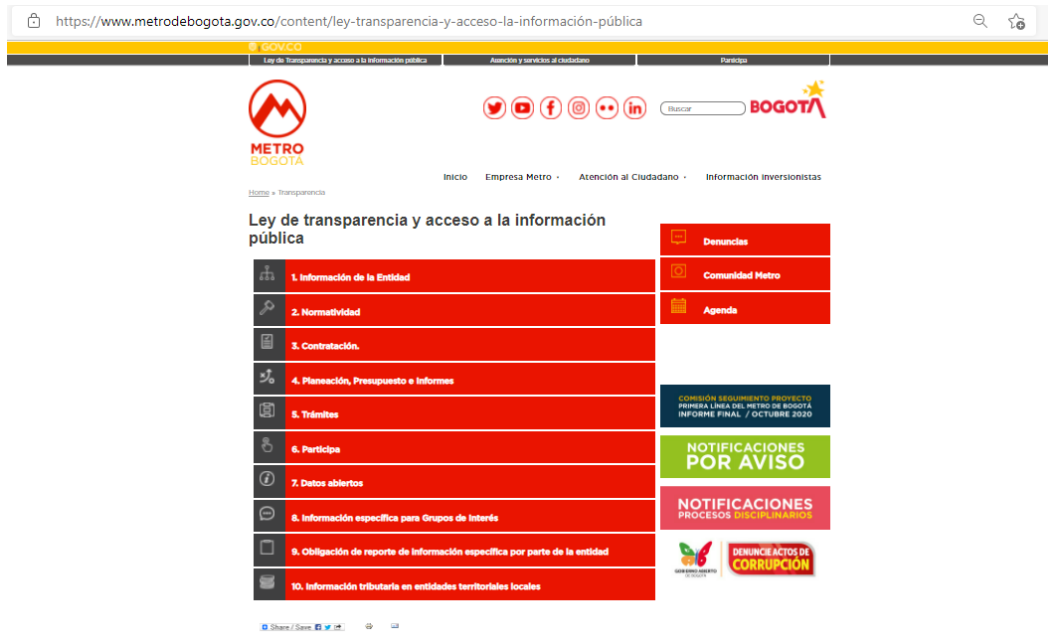 https://www.metrodebogota.gov.co/content/ley-transparencia-y-acceso-la-información-pública
GOV.CO
Ley de Transparencia y acceso a la información pública
Atención y servicios al ciudadano
Participa
Buscar
BOGOTÁ
METRO
BOGOTÁ
Inicio
Empresa Metro
Atención al Ciudadano
Información Inversionistas
Home » Transparencia
Ley de transparencia y acceso a la información
pública
1. Información de la Entidad
2. Normatividad
3. Contratación.
4. Planeación, Presupuesto e Informes
5. Trámites
6. Participa
7. Datos abiertos
8. Información específica para Grupos de Interés
9. Obligación de reporte de información específica por parte de la entidad
10. Información tributaria en entidades territoriales locales
Denuncias
Comunidad Metro
Agenda
COMISIÓN SEGUIMIENTO PROYECTO
PRIMERA LÍNEA DEL METRO DE BOGOTÁ
INFORME FINAL / OCTUBRE 2020
NOTIFICACIONES
POR AVISO
NOTIFICACIONES
PROCESOS DISCIPLINARIOS
GOBIERNO ABIERTO
DE BOGOTÁ
DENUNCIE ACTOS DE
CORRUPCIÓN
Share / Save